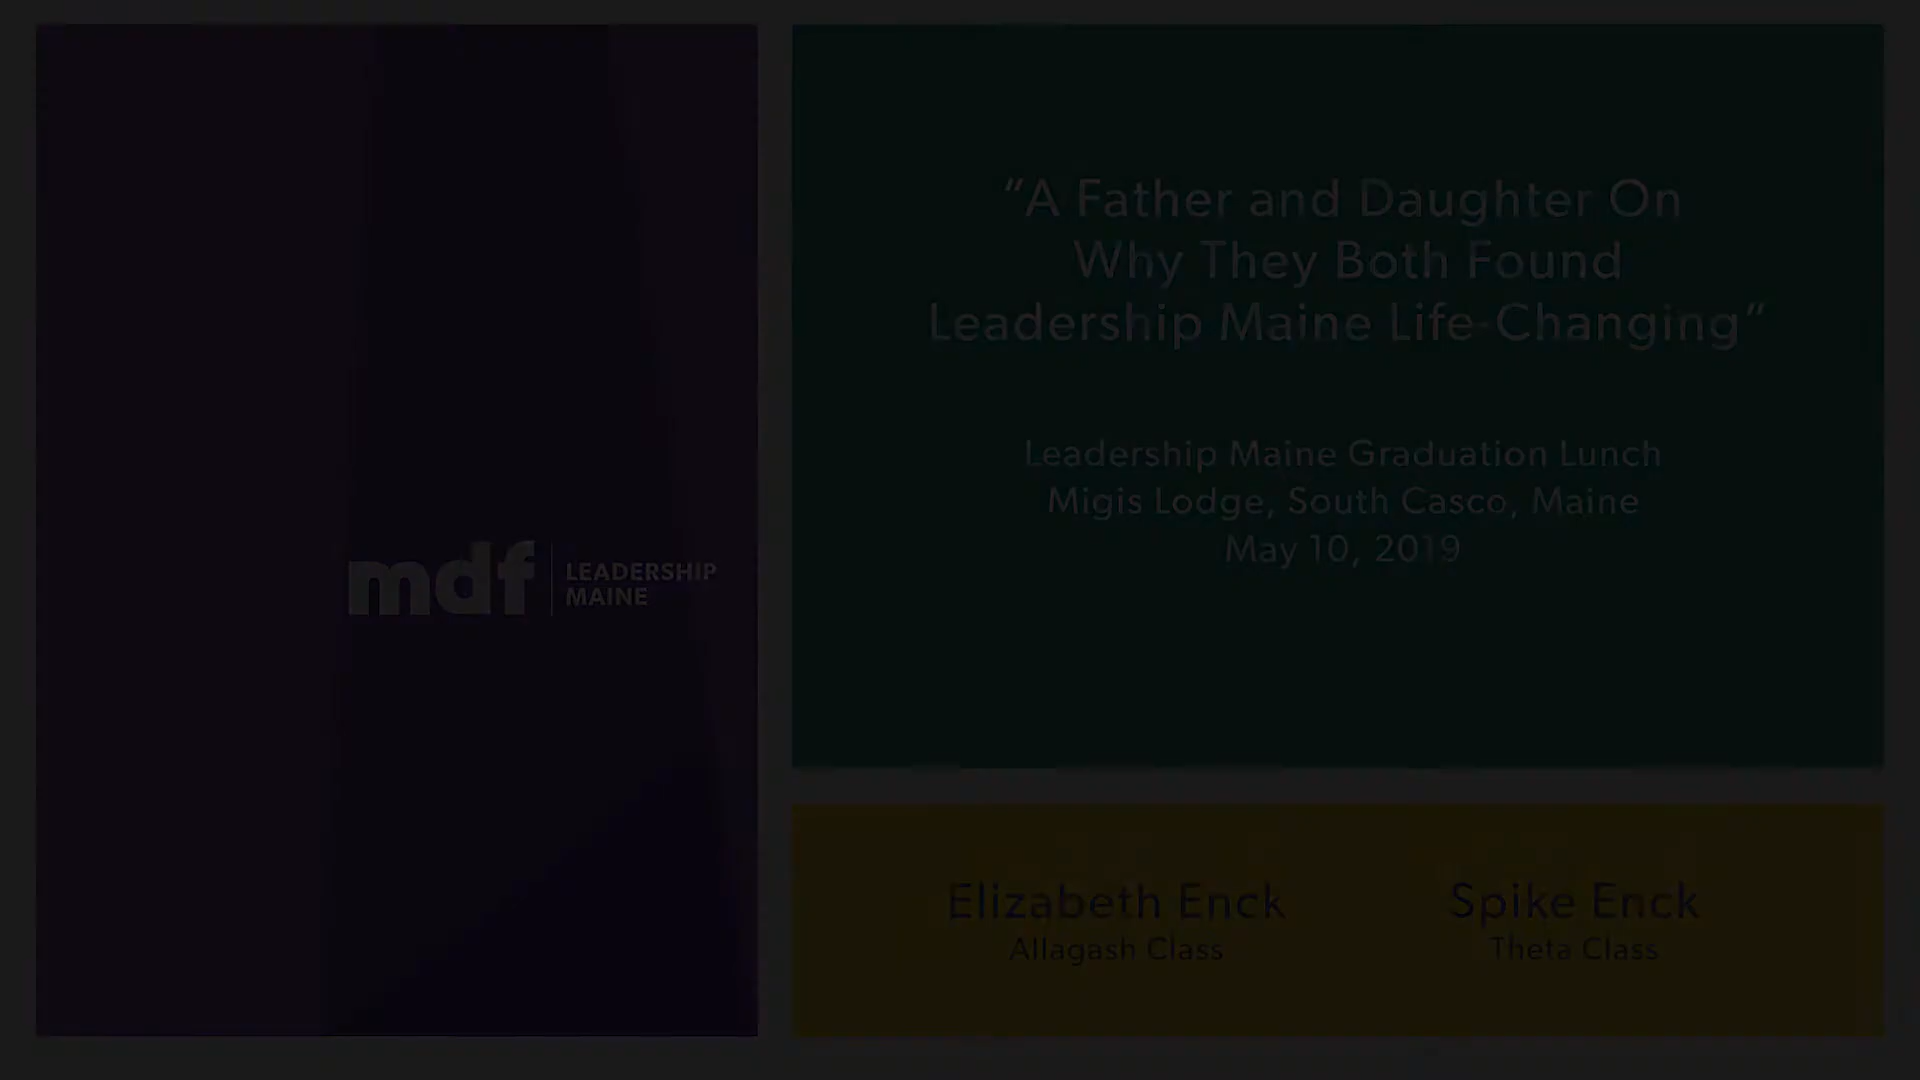 mdf
LEADERSHIP
MAINE
“A Father and Daughter On
Why They Both Found
Leadership Maine Life-Changing”
Leadership Maine Graduation Lunch
Migis Lodge, South Casco, Maine
May 10, 2019
Elizabeth Enck
Allagash Class
Spike Enck
Theta Class